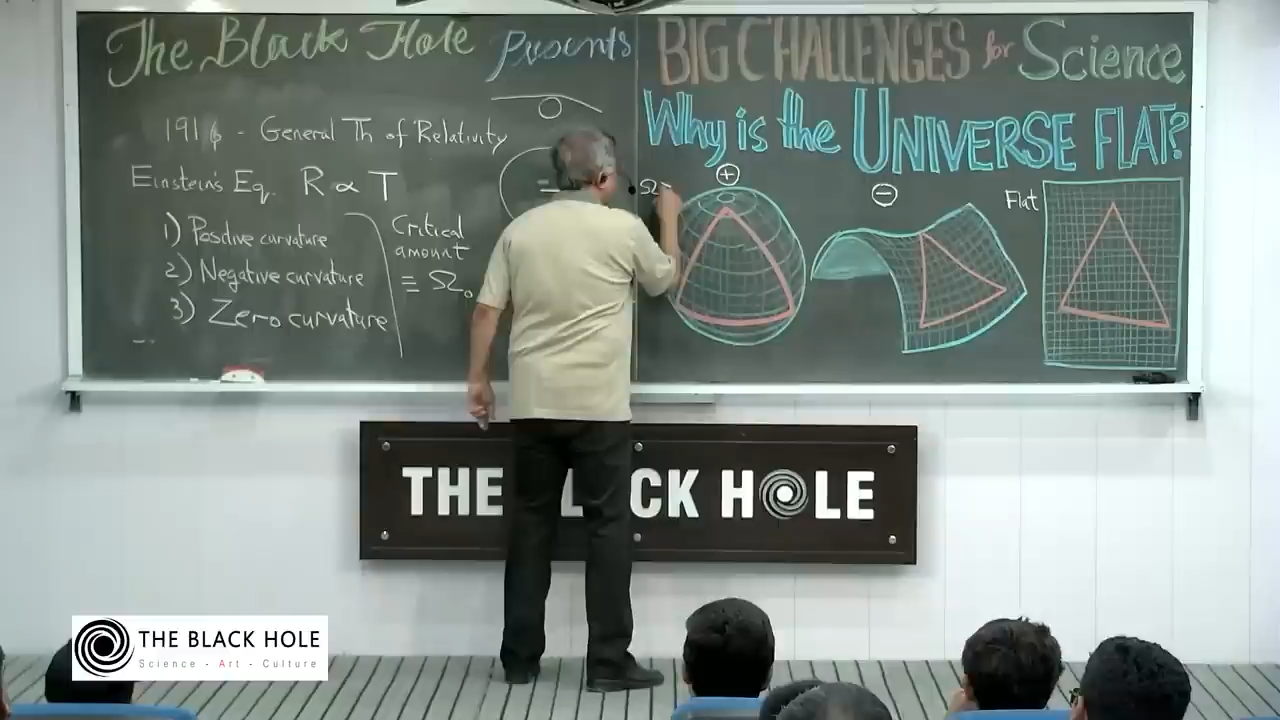 The Black Hole Presents
BIG CHALLENGES for Science
Why is the UNIVERSE FLAT?
1916 - General Th of Relativity
Einstein's Eq. R ∝ T
1) Positive curvature
2) Negative curvature
3) Zero curvature
Critical
amount
≡ Ω₀
Ω
+
−
Flat
THE CK HOLE
THE BLACK HOLE
Science - Art - Culture